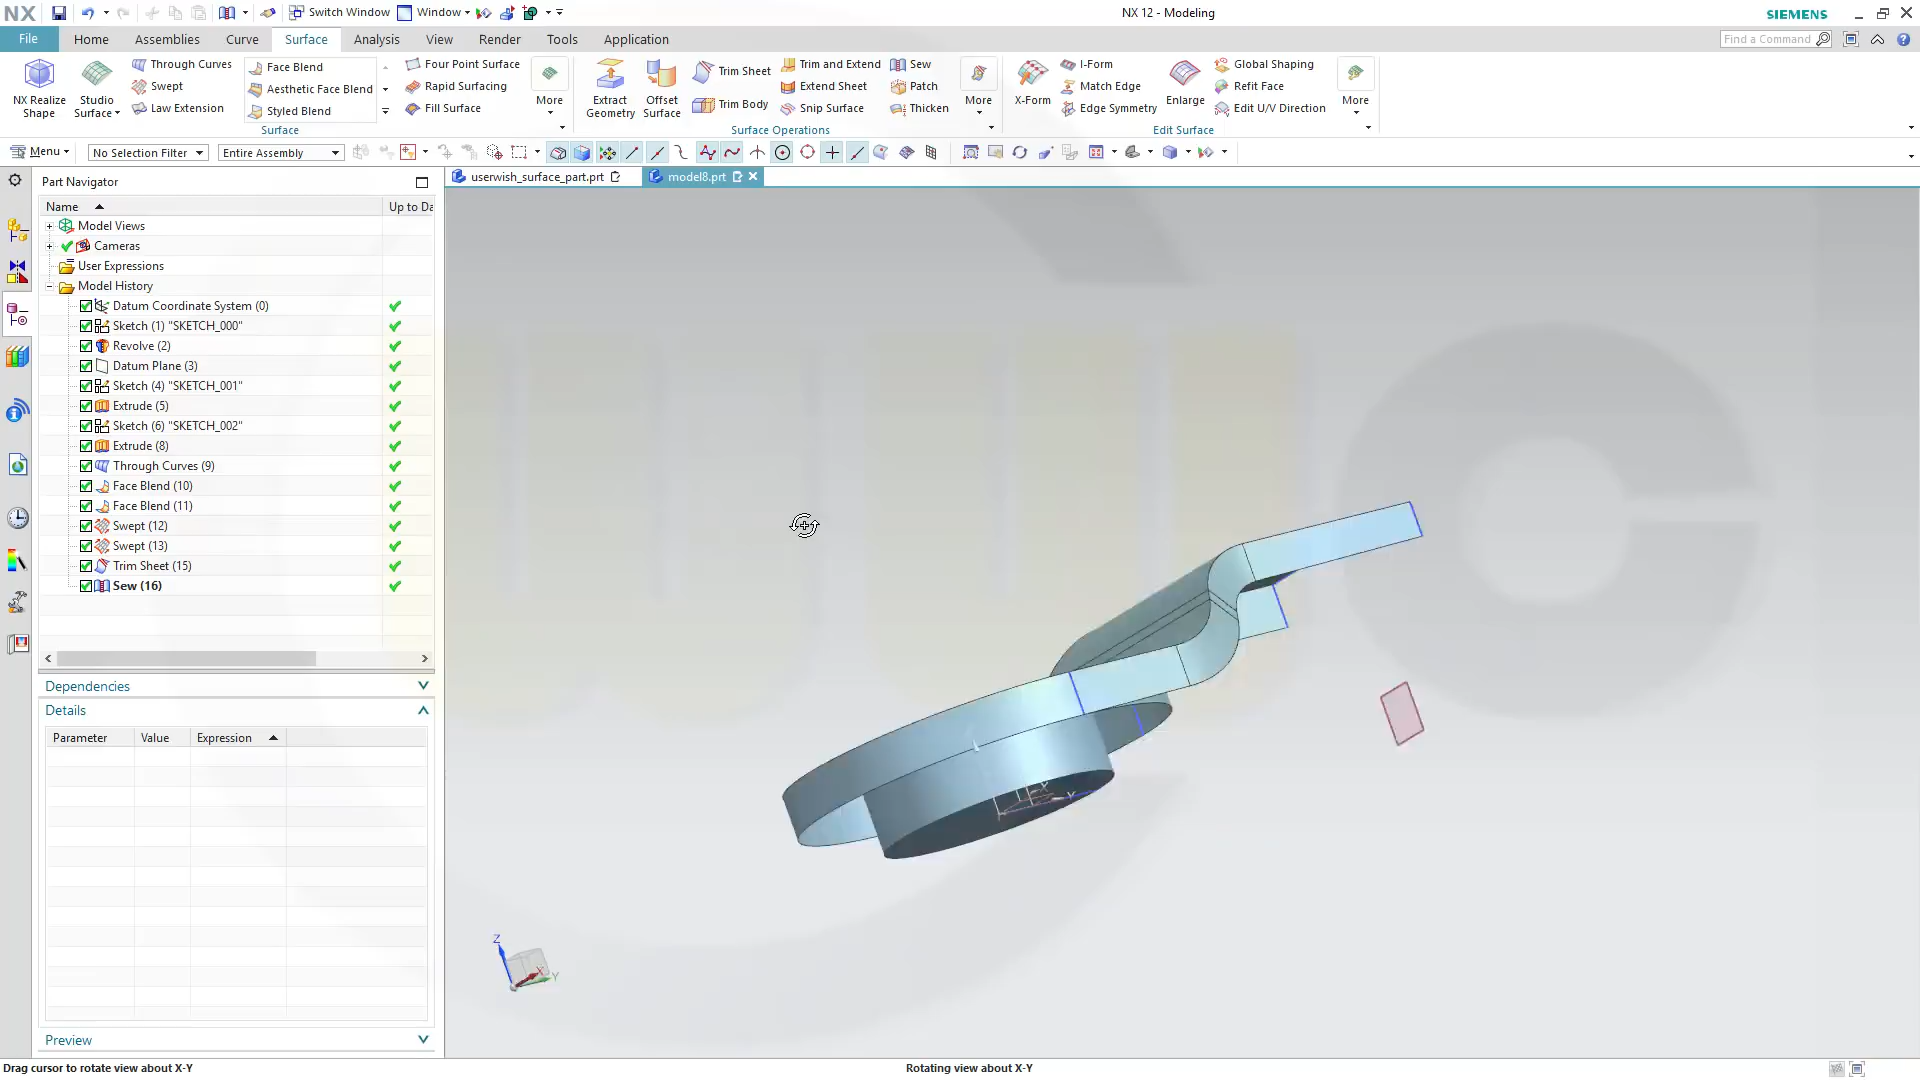 NX
Switch Window
Window
NX 12 - Modeling
SIEMENS
File
Home
Assemblies
Curve
Surface
Analysis
View
Render
Tools
Application
Find a Command
NX Realize Shape
Studio Surface
Through Curves
Swept
Law Extension
Face Blend
Aesthetic Face Blend
Styled Blend
Four Point Surface
Rapid Surfacing
Fill Surface
More
Surface
Extract Geometry
Offset Surface
Trim Sheet
Trim Body
Trim and Extend
Extend Sheet
Snip Surface
Sew
Patch
Thicken
More
Surface Operations
X-Form
I-Form
Match Edge
Edge Symmetry
Enlarge
Global Shaping
Refit Face
Edit U/V Direction
More
Edit Surface
Menu
No Selection Filter
Entire Assembly
Part Navigator
userwish_surface_part.prt
model8.prt
Name
Up to Da
Model Views
Cameras
User Expressions
Model History
Datum Coordinate System (0)
Sketch (1) "SKETCH_000"
Revolve (2)
Datum Plane (3)
Sketch (4) "SKETCH_001"
Extrude (5)
Sketch (6) "SKETCH_002"
Extrude (8)
Through Curves (9)
Face Blend (10)
Face Blend (11)
Swept (12)
Swept (13)
Trim Sheet (15)
Sew (16)
Dependencies
Details
Parameter
Value
Expression
Preview
X
Y
Z
X
Y
Drag cursor to rotate view about X-Y
Rotating view about X-Y